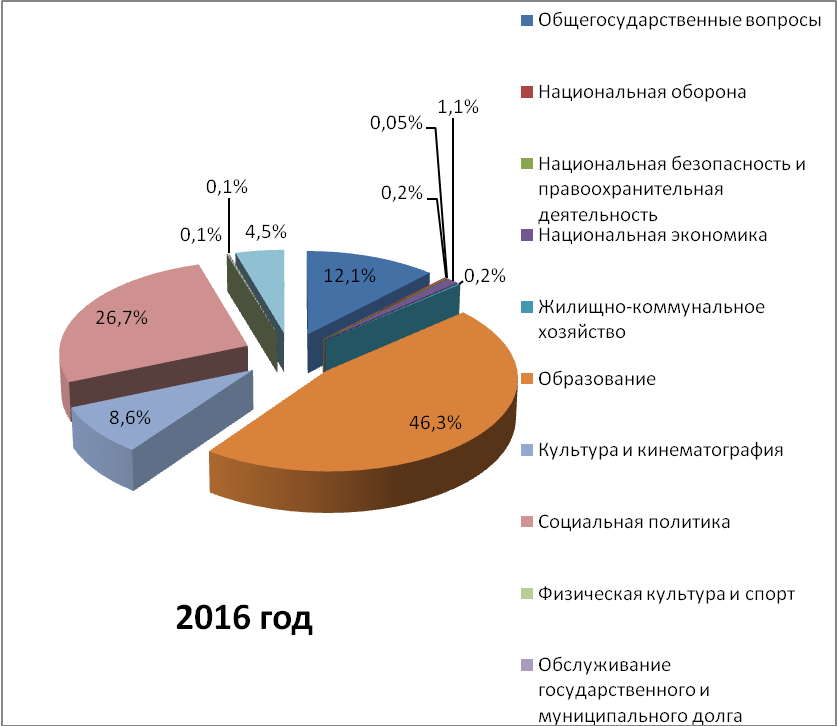 1,1%
0,05%
0,2%
0,1%
0,1%
4,5%
12,1%
0,2%
26,7%
46,3%
8,6%
2016 год
Общегосударственные вопросы
Национальная оборона
Национальная безопасность и
правоохранительная
деятельность
Национальная экономика
Жилищно-коммунальное
хозяйство
Образование
Культура и кинематография
Социальная политика
Физическая культура и спорт
Обслуживание
государственного и
муниципального долга